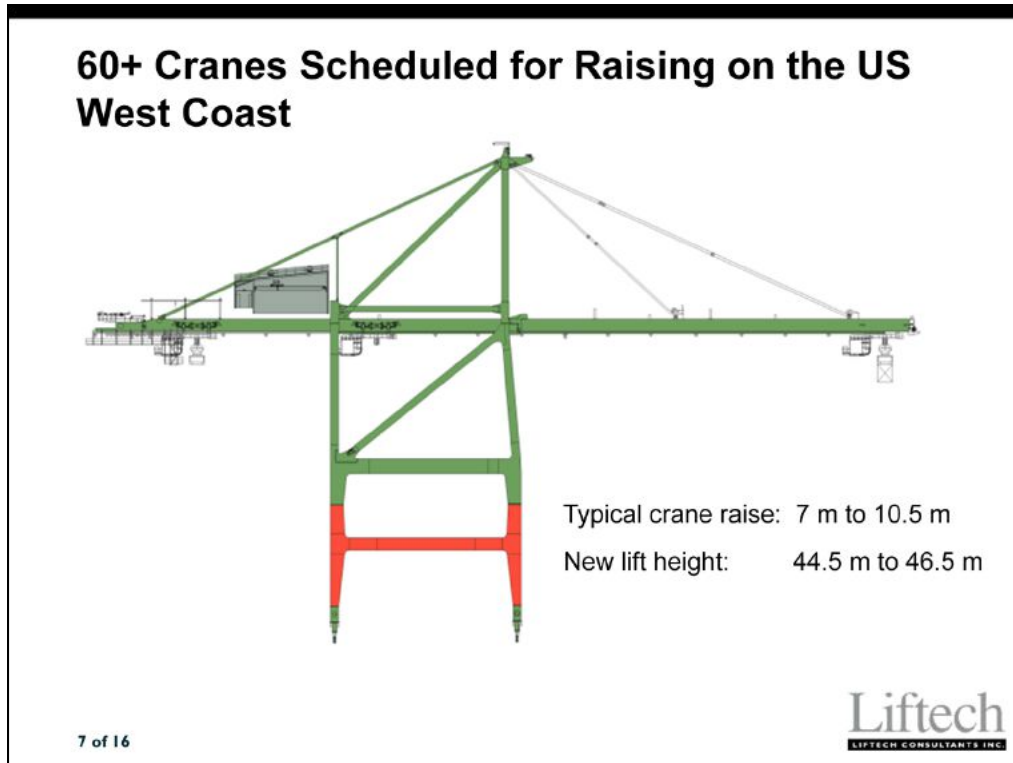 60+ Cranes Scheduled for Raising on the US
West Coast
Typical crane raise: 7 m to 10.5 m
New lift height: 44.5 m to 46.5 m
7 of 16
Liftech
LIFTECH CONSULTANTS INC.